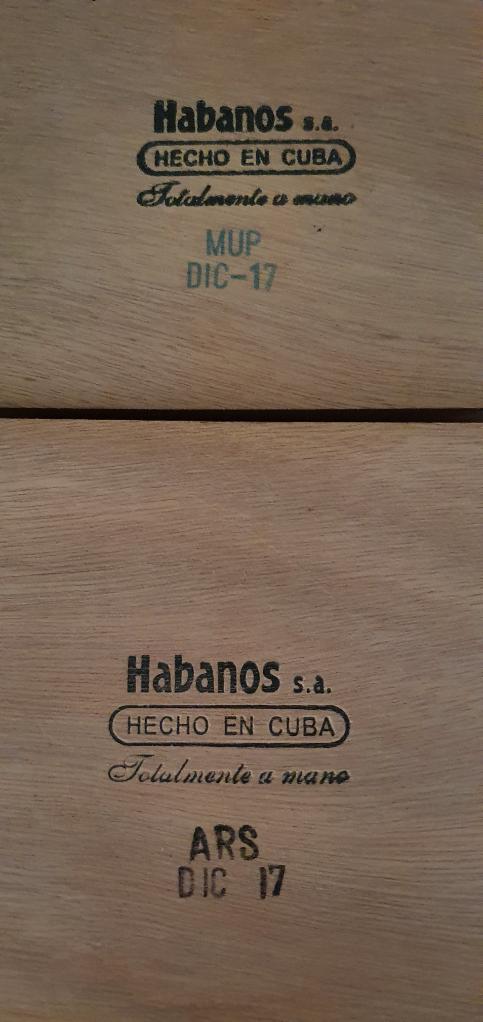 Habanos s.a.
HECHO EN CUBA
Totalmente a mano
MUP
DIC-17
Habanos s.a.
HECHO EN CUBA
Totalmente a mano
ARS
DIC 17